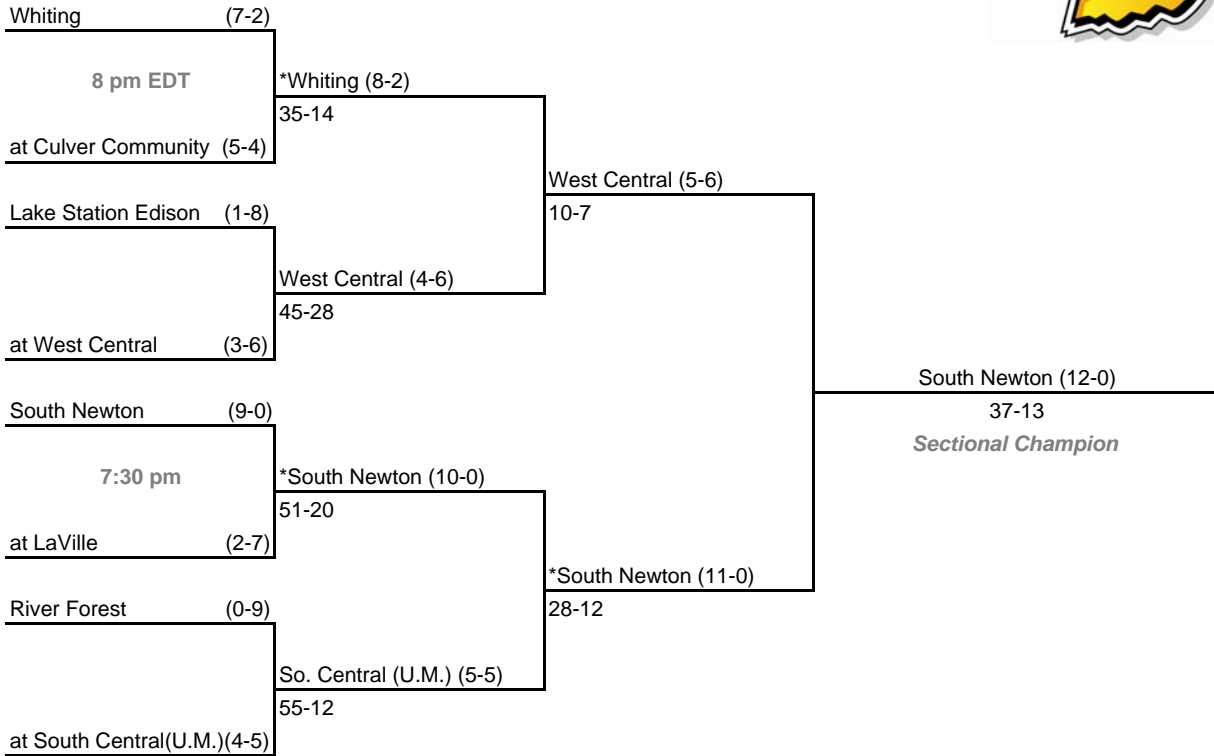 Whiting (7-2)
8 pm EDT
*Whiting (8-2)
35-14
at Culver Community (5-4)
West Central (5-6)
10-7
Lake Station Edison (1-8)
West Central (4-6)
45-28
at West Central (3-6)
South Newton (12-0)
37-13
Sectional Champion
South Newton (9-0)
7:30 pm
*South Newton (10-0)
51-20
at LaVille (2-7)
*South Newton (11-0)
28-12
River Forest (0-9)
So. Central (U.M.) (5-5)
55-12
at South Central(U.M.)(4-5)